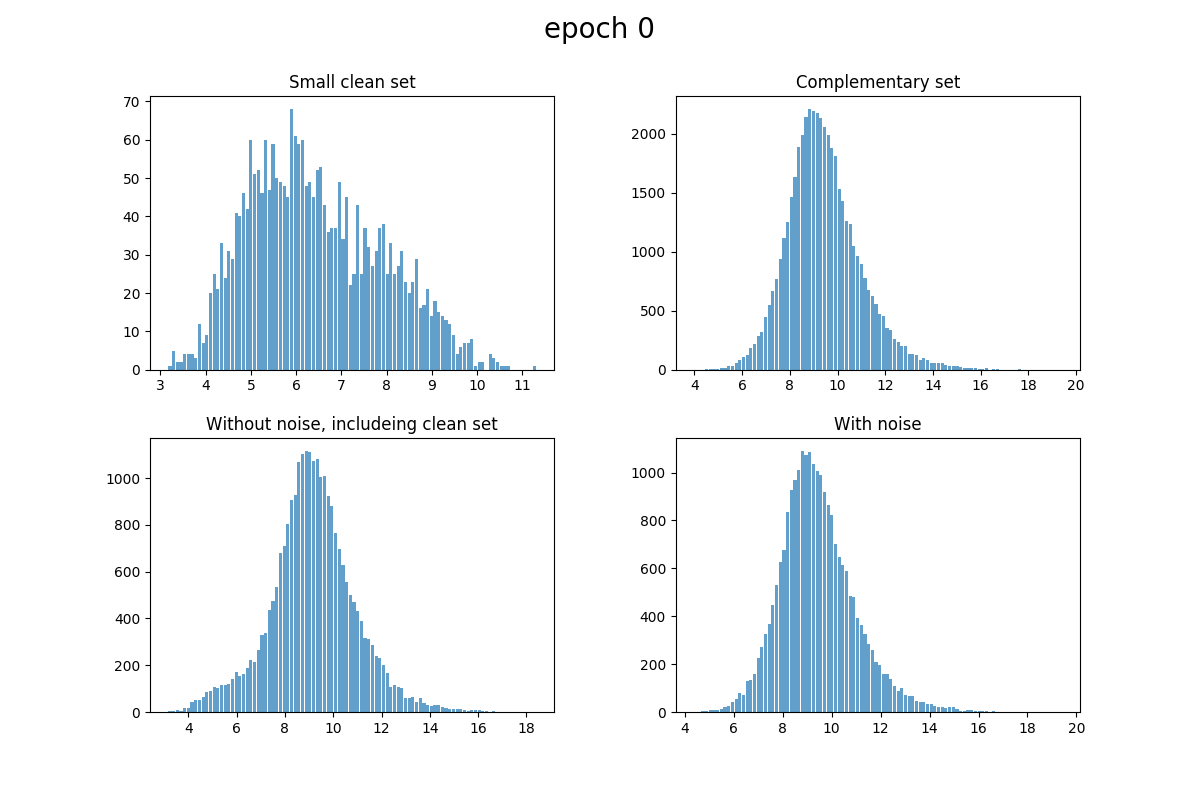 epoch 0
Small clean set
70
60
50
40
30
20
10
0
3 4 5 6 7 8 9 10 11
Complementary set
2000
1500
1000
500
0
4 6 8 10 12 14 16 18 20
Without noise, includeing clean set
1000
800
600
400
200
0
4 6 8 10 12 14 16 18
With noise
1000
800
600
400
200
0
4 6 8 10 12 14 16 18 20